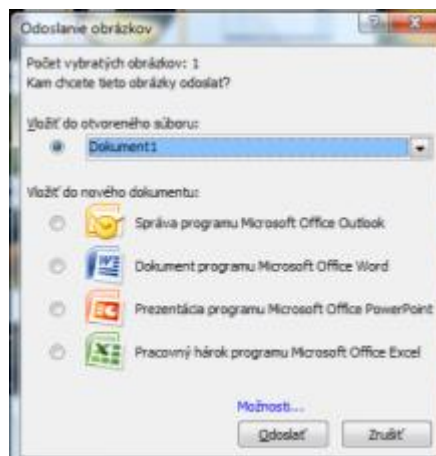 Odoslanie obrázkov
Počet vybratých obrázkov: 1
Kam chcete tieto obrázky odoslať?
Vložiť do otvoreného súboru:
Dokument1
Vložiť do nového dokumentu:
Správa programu Microsoft Office Outlook
Dokument programu Microsoft Office Word
Prezentácia programu Microsoft Office PowerPoint
Pracovný hárok programu Microsoft Office Excel
Možnosti...
Odoslať Zrušiť